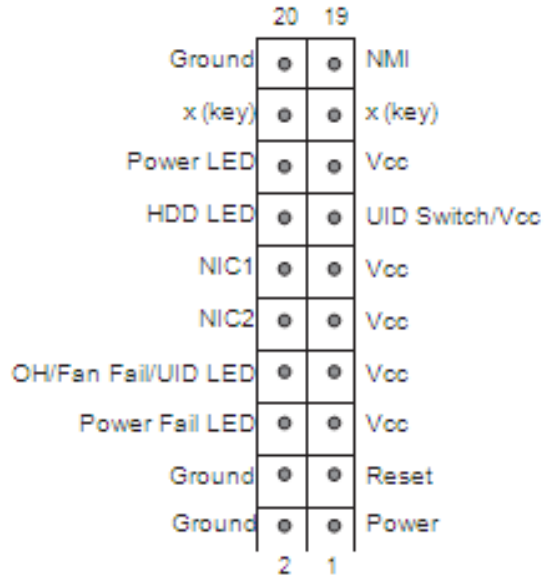 20 19
Ground NMI
x (key) x (key)
Power LED Vcc
HDD LED UID Switch/Vcc
NIC1 Vcc
NIC2 Vcc
OH/Fan Fail/UID LED Vcc
Power Fail LED Vcc
Ground Reset
Ground Power
2 1